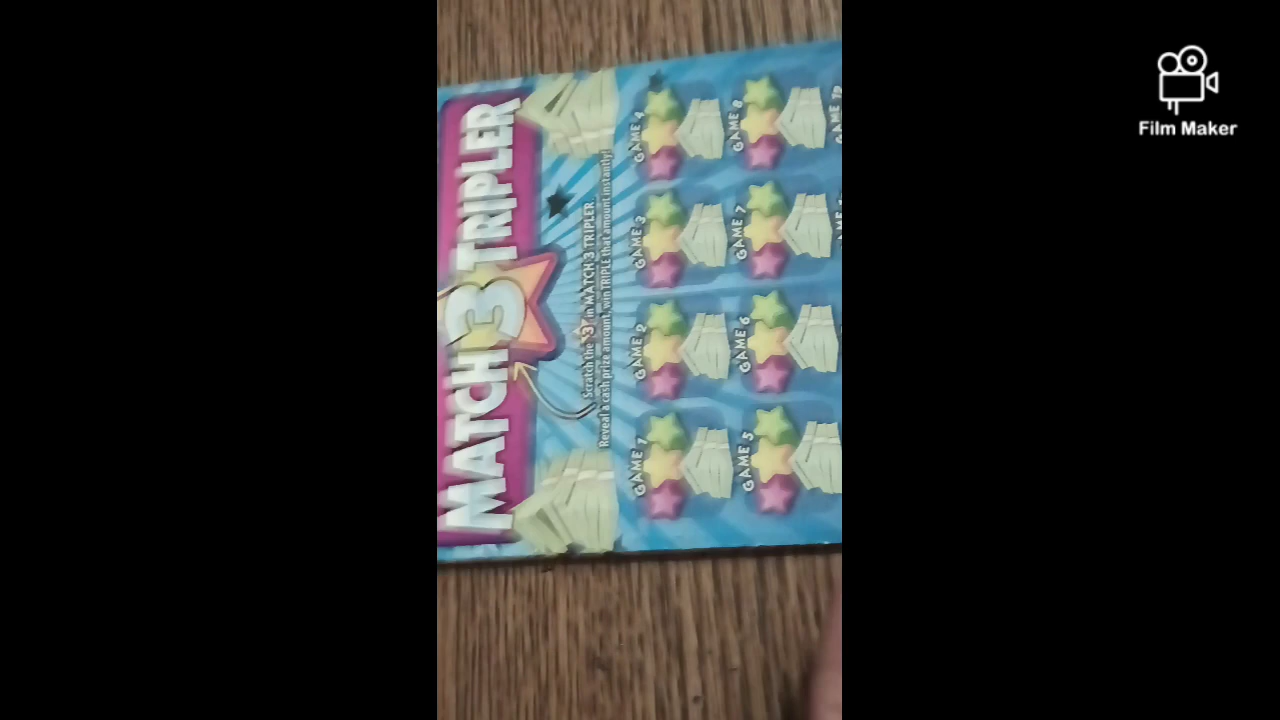 MATCH 3 TRIPLER
Scratch the "3" in MATCH 3 TRIPLER.
Reveal a cash prize amount, win TRIPLE that amount instantly!
GAME 1 GAME 2 GAME 3 GAME 4
GAME 5 GAME 6 GAME 7 GAME 8
Film Maker